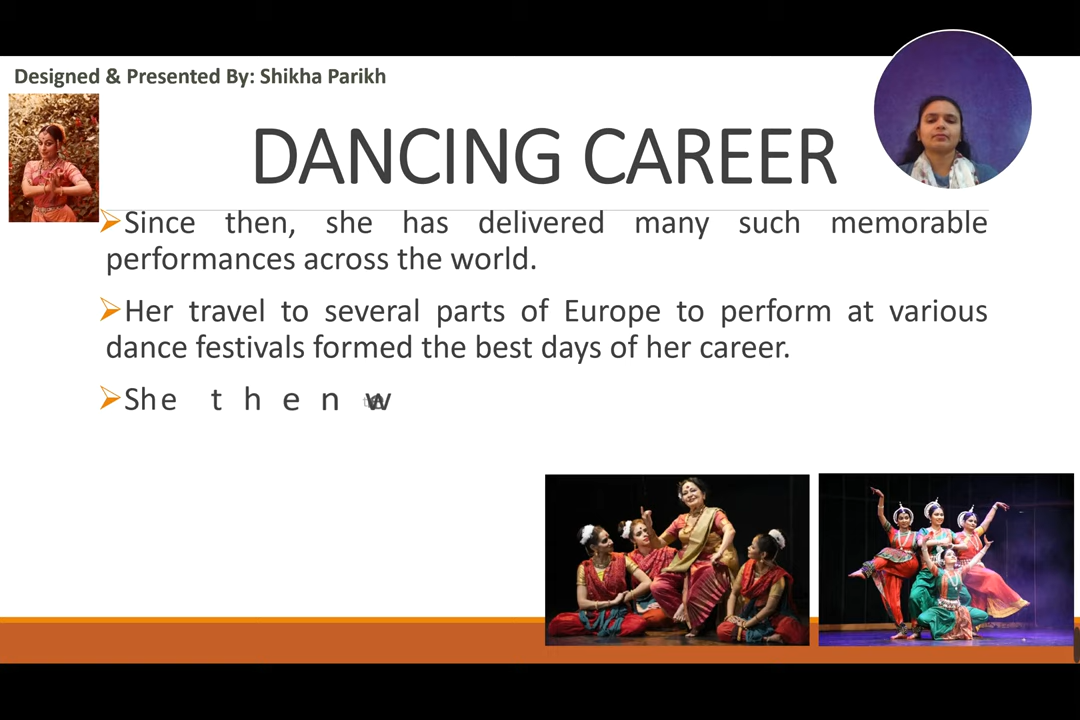 Designed & Presented By: Shikha Parikh
DANCING CAREER
Since then, she has delivered many such memorable
performances across the world.
Her travel to several parts of Europe to perform at various
dance festivals formed the best days of her career.
She then